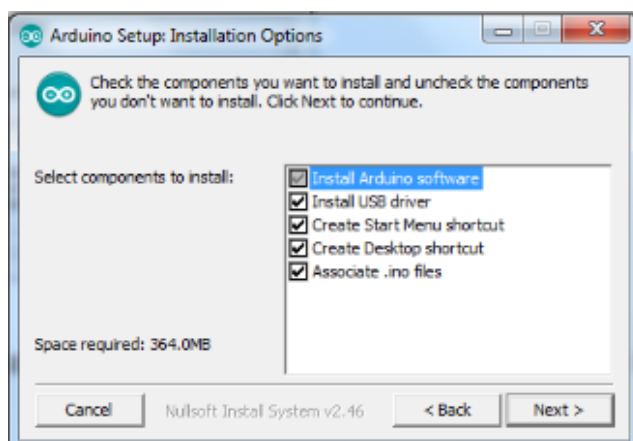 Arduino Setup: Installation Options
Check the components you want to install and uncheck the components
you don't want to install. Click Next to continue.
Select components to install:
Install Arduino software
Install USB driver
Create Start Menu shortcut
Create Desktop shortcut
Associate .ino files
Space required: 364.0MB
Cancel
Nullsoft Install System v2.46
< Back
Next >